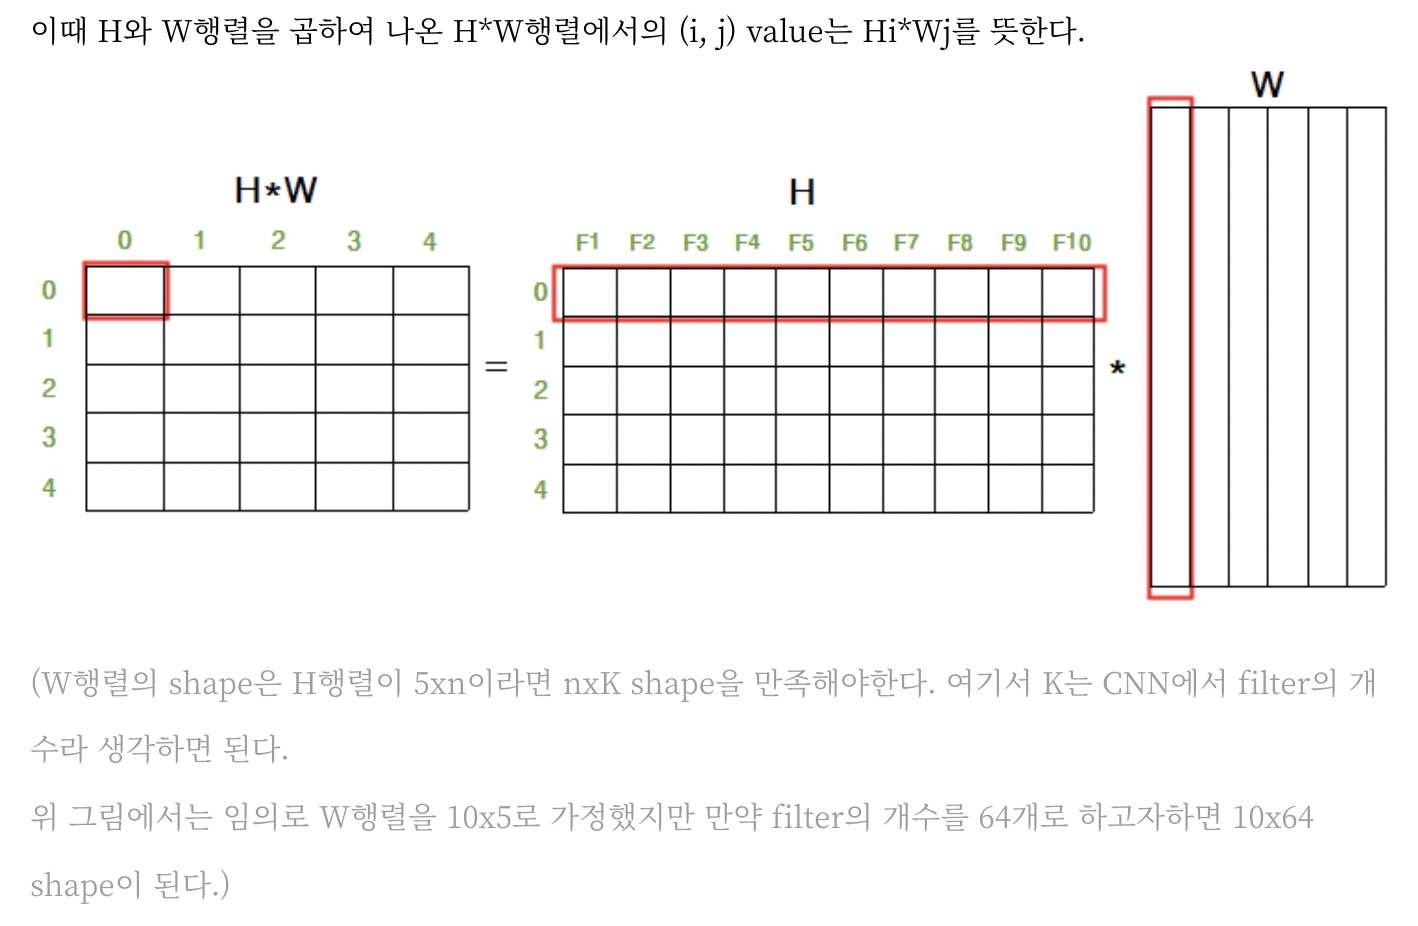 이때 H와 W행렬을 곱하여 나온 H*W행렬에서의 (i, j) value는 Hi*Wj를 뜻한다.
W
H*W
H
0 1 2 3 4
F1 F2 F3 F4 F5 F6 F7 F8 F9 F10
0
1
2
3
4
=
0
1
2
3
4
*
(W행렬의 shape은 H행렬이 5xn이라면 nxK shape을 만족해야한다. 여기서 K는 CNN에서 filter의 개
수라 생각하면 된다.
위 그림에서는 임의로 W행렬을 10x5로 가정했지만 만약 filter의 개수를 64개로 하고자하면 10x64
shape이 된다.)